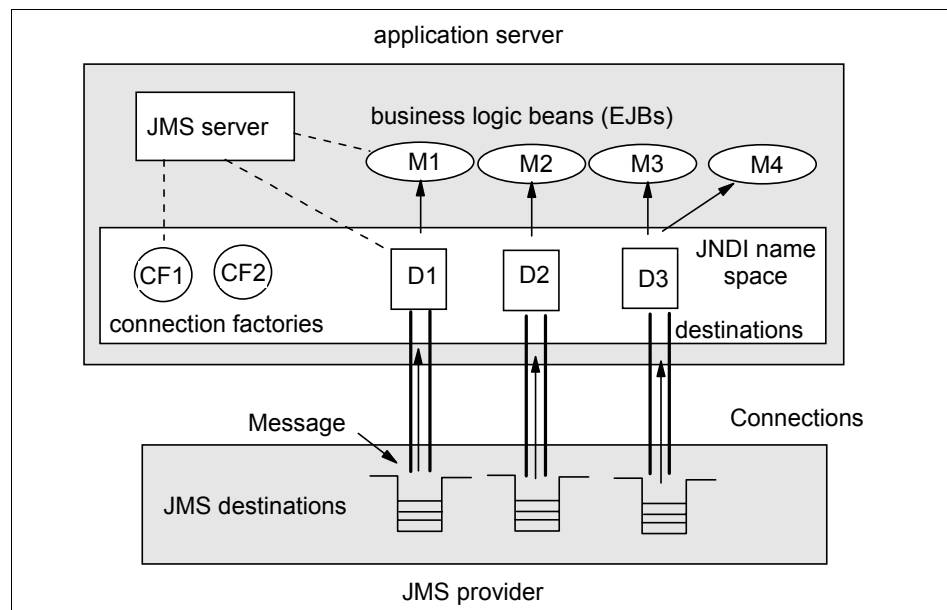 application server
JMS server
business logic beans (EJBs)
M1
M2
M3
M4
CF1
CF2
D1
D2
D3
JNDI name
space
connection factories
destinations
Message
Connections
JMS destinations
JMS provider